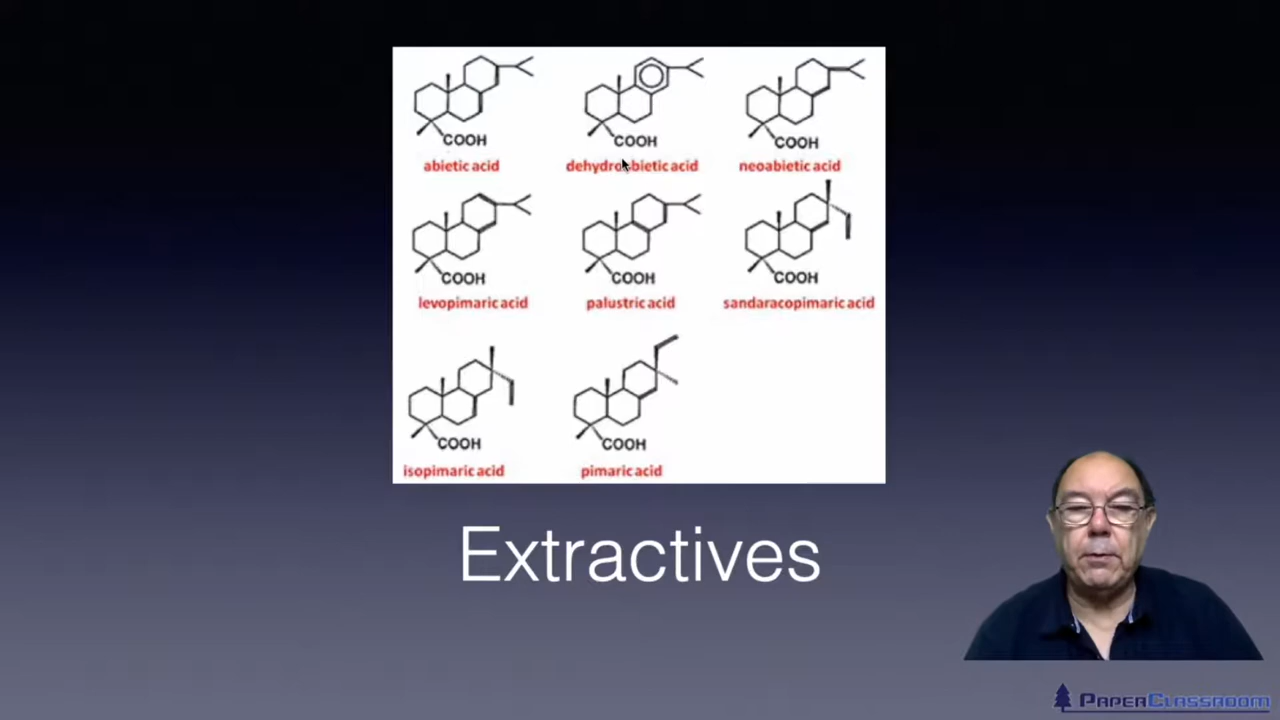 COOH COOH COOH
abietic acid dehydroabietic acid neoabietic acid
COOH COOH COOH
levopimaric acid palustric acid sandaracopimaric acid
COOH COOH
isopimaric acid pimaric acid
Extractives
PAPERCLASSROOM